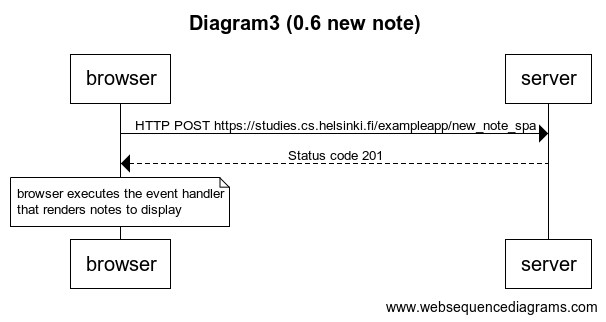 Diagram3 (0.6 new note)
browser
server
HTTP POST https://studies.cs.helsinki.fi/exampleapp/new_note_spa
Status code 201
browser executes the event handler
that renders notes to display
browser
server
www.websequencediagrams.com